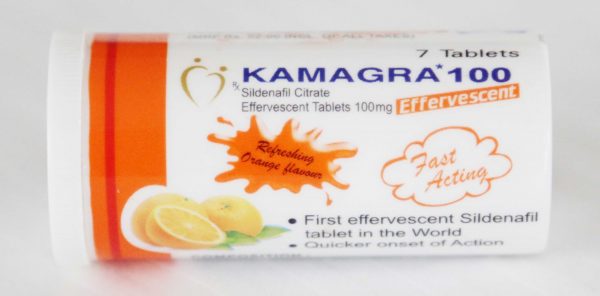 7 Tablets
KAMAGRA*100
Rx
Sildenafil Citrate
Effervescent Tablets 100mg
Effervescent
Refreshing
Orange flavour
Fast
Acting
• First effervescent Sildenafil
tablet in the World
• Quicker onset of Action